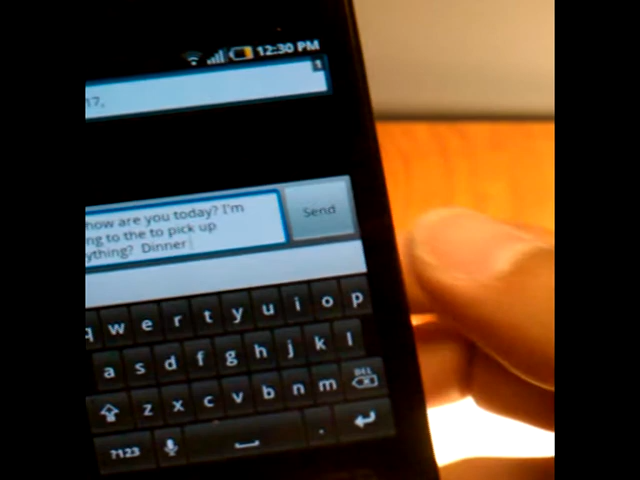 12:30 PM
1
17,
how are you today? I'm
ng to the to pick up
ything? Dinner
Send
q w e r t y u i o p
a s d f g h j k l
z x c v b n m DEL
?123 .